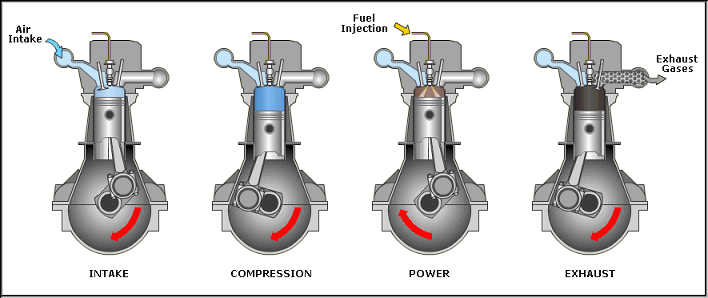 Air
Intake
Fuel
Injection
Exhaust
Gases
INTAKE
COMPRESSION
POWER
EXHAUST